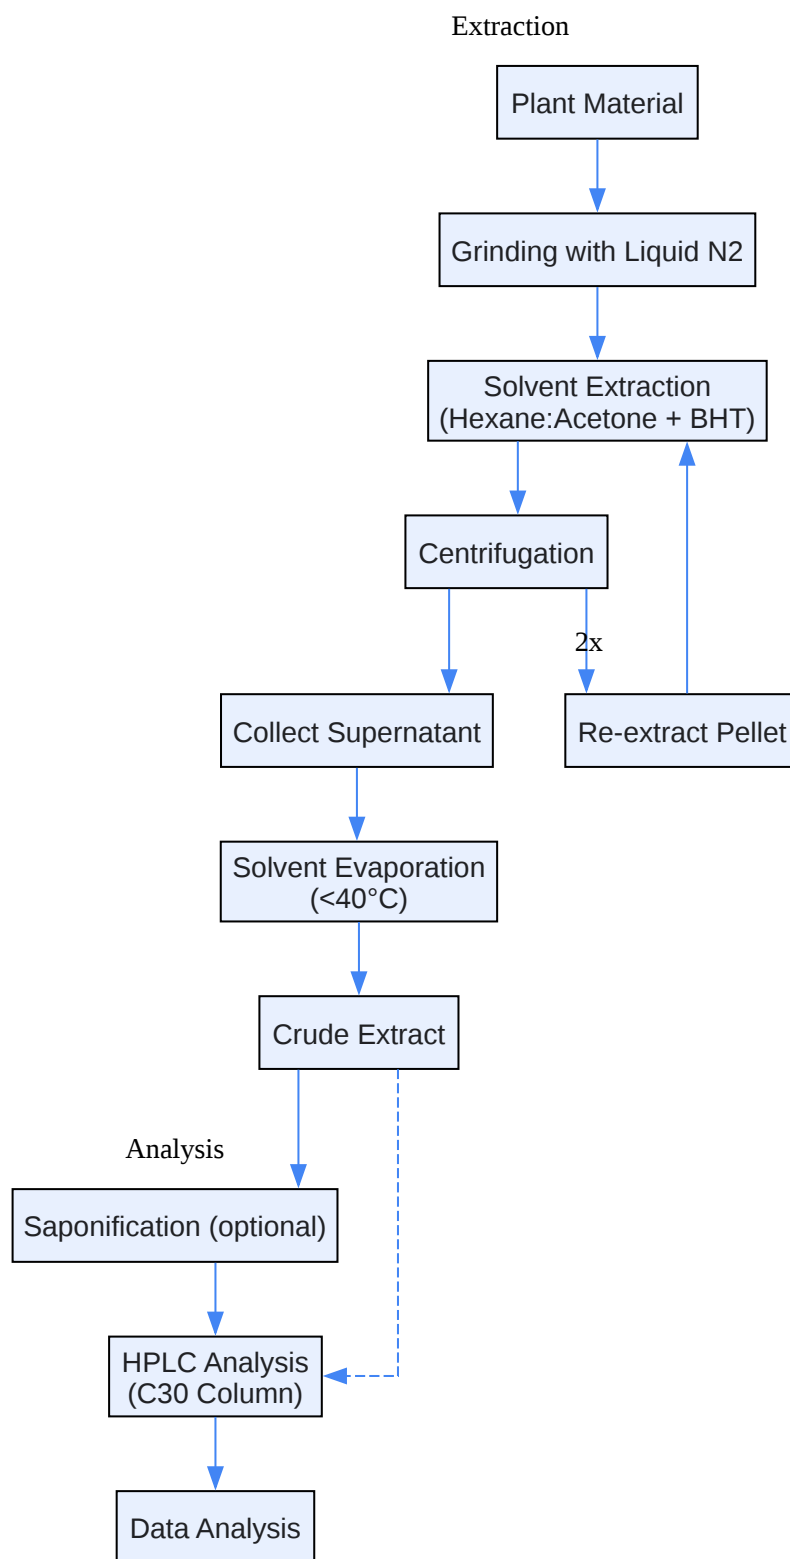 Extraction
Plant Material
Grinding with Liquid N2
Solvent Extraction
(Hexane:Acetone + BHT)
Centrifugation
2x
Collect Supernatant
Re-extract Pellet
Solvent Evaporation
(<40°C)
Crude Extract
Analysis
Saponification (optional)
HPLC Analysis
(C30 Column)
Data Analysis